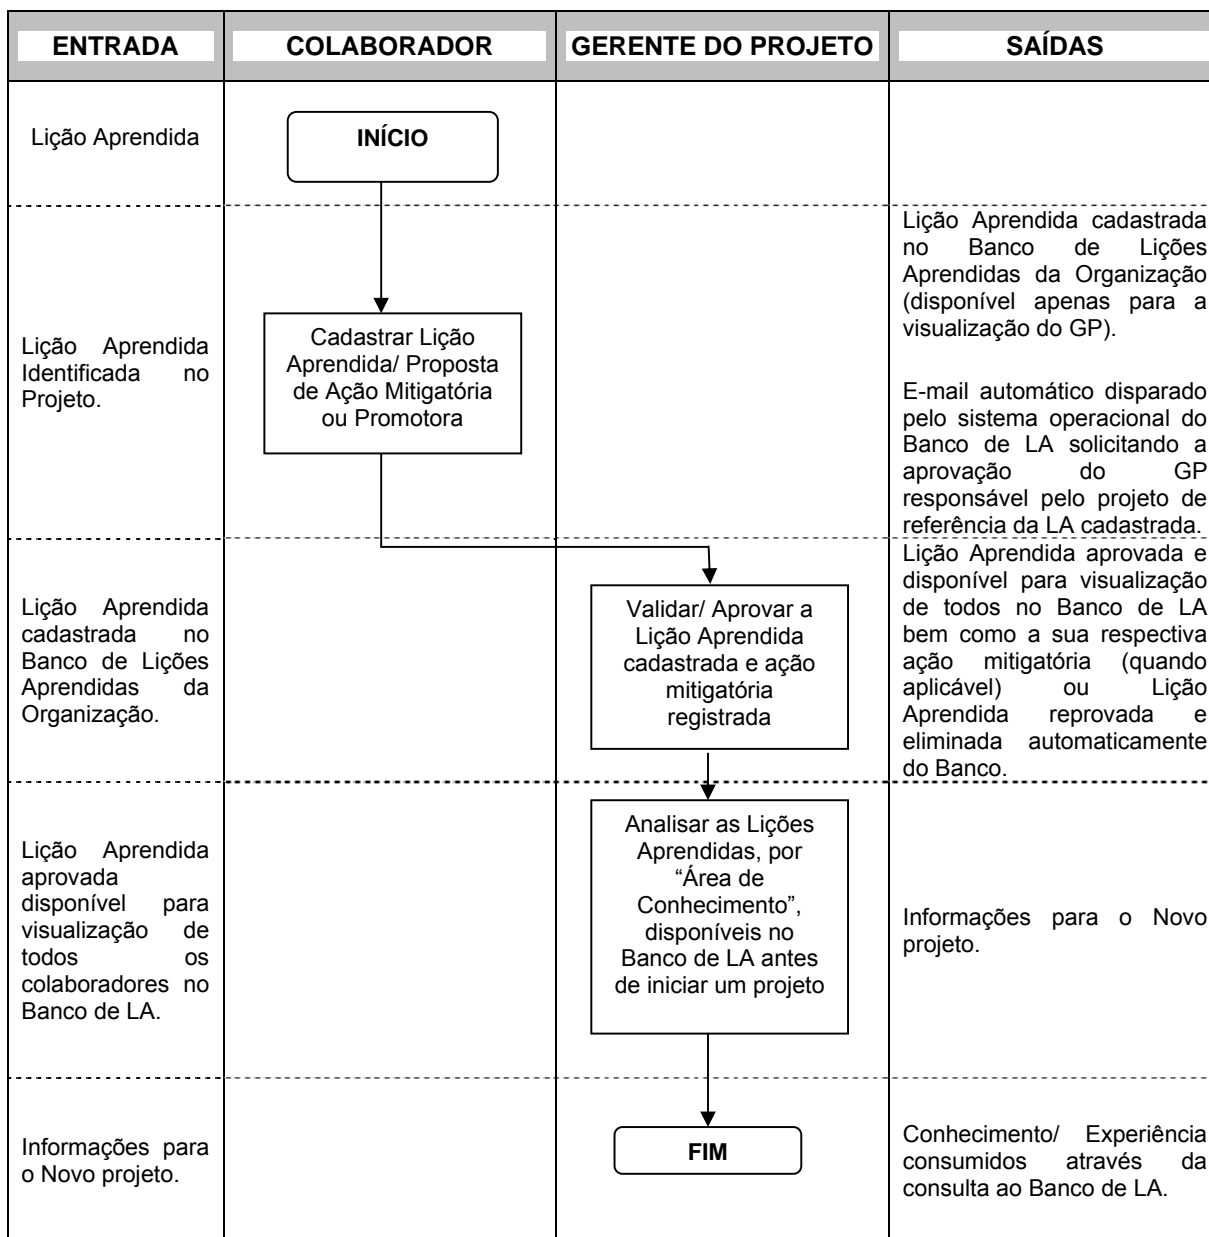 ENTRADA
COLABORADOR
GERENTE DO PROJETO
SAÍDAS
Lição Aprendida
INÍCIO
Lição Aprendida
Identificada no
Projeto.
Cadastrar Lição
Aprendida/ Proposta
de Ação Mitigatória
ou Promotora
Lição Aprendida cadastrada
no Banco de Lições
Aprendidas da Organização
(disponível apenas para a
visualização do GP).
E-mail automático disparado
pelo sistema operacional do
Banco de LA solicitando a
aprovação do GP
responsável pelo projeto de
referência da LA cadastrada.
Lição Aprendida
cadastrada no
Banco de Lições
Aprendidas da
Organização.
Validar/ Aprovar a
Lição Aprendida
cadastrada e ação
mitigatória
registrada
Lição Aprendida aprovada e
disponível para visualização
de todos no Banco de LA
bem como a sua respectiva
ação mitigatória (quando
aplicável) ou Lição
Aprendida reprovada e
eliminada automaticamente
do Banco.
Lição Aprendida
aprovada
disponível para
visualização de
todos os
colaboradores no
Banco de LA.
Analisar as Lições
Aprendidas, por
“Área de
Conhecimento”,
disponíveis no
Banco de LA antes
de iniciar um projeto
Informações para o Novo
projeto.
Informações para
o Novo projeto.
FIM
Conhecimento/ Experiência
consumidos através da
consulta ao Banco de LA.